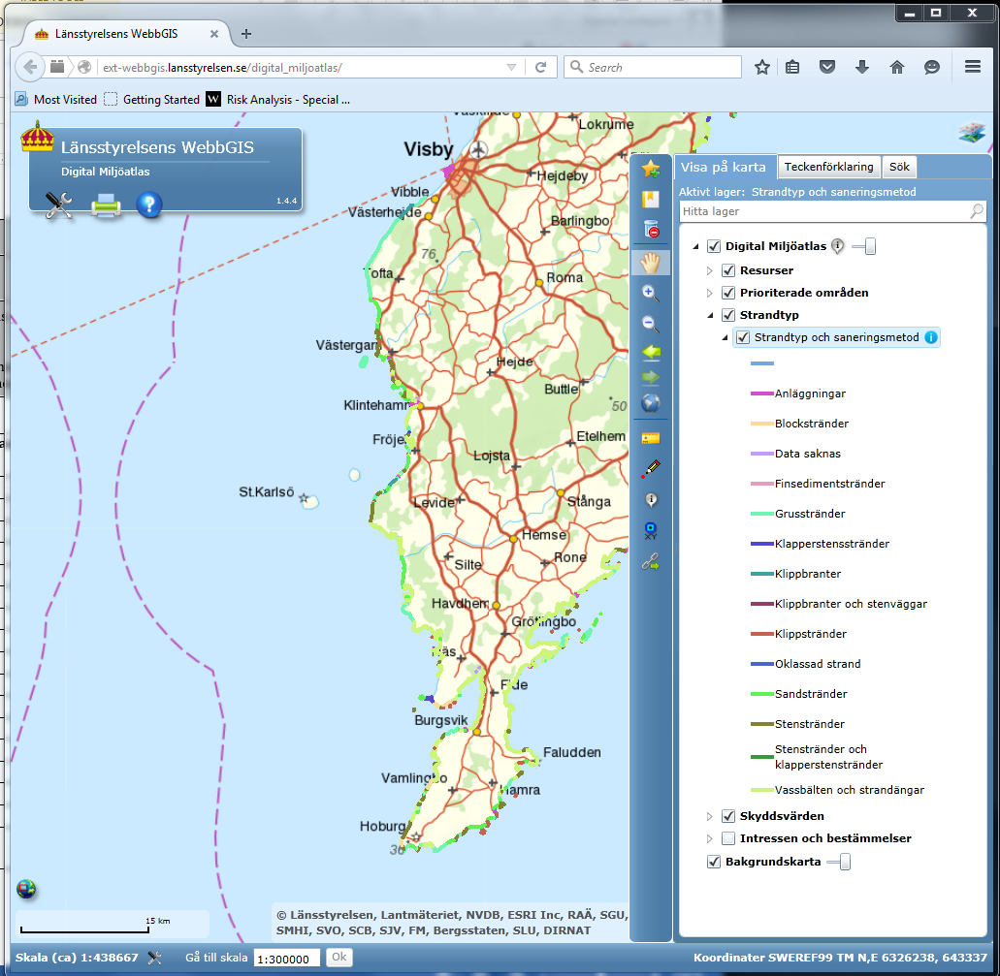 Länsstyrelsens WebbGIS
ext-webbgis.lansstyrelsen.se/digital_miljoatlas/
Search
Most Visited
Getting Started
W
Risk Analysis - Special ...
Länsstyrelsens WebbGIS
Digital Miljöatlas
1.4.4
Visa på karta
Teckenförklaring
Sök
Aktivt lager: Strandtyp och saneringsmetod
Hitta lager
Digital Miljöatlas
Resurser
Prioriterade områden
Strandtyp
Strandtyp och saneringsmetod
Anläggningar
Blockstränder
Data saknas
Finsedimentstränder
Grusstränder
Klapperstensstränder
Klippbranter
Klippbranter och stenväggar
Klippstränder
Oklassad strand
Sandstränder
Stenstränder
Stenstränder och
klapperstenstränder
Vassbälten och strandängar
Skyddsvärden
Intressen och bestämmelser
Bakgrundskarta
Lokrume
Visby
Hejdeby
Vibble
Västerhejde
Barlingbo
76
Tofta
Roma
Västergarn
Hejde
Buttle
50
Klintehamn
Fröjel
Etelhem
Lojsta
St.Karlsö
Levide
Stånga
Hemse
Silte
Rone
Havdhem
Grötlingbo
Fide
Burgsvik
Faludden
Vamlingbo
Hamra
Hoburg
36
XY
15 km
© Länsstyrelsen, Lantmäteriet, NVDB, ESRI Inc, RAÄ, SGU,
SMHI, SVO, SCB, SJV, FM, Bergsstaten, SLU, DIRNAT
Skala (ca) 1:438667
Gå till skala
1:300000
Ok
Koordinater SWEREF99 TM N,E 6326238, 643337